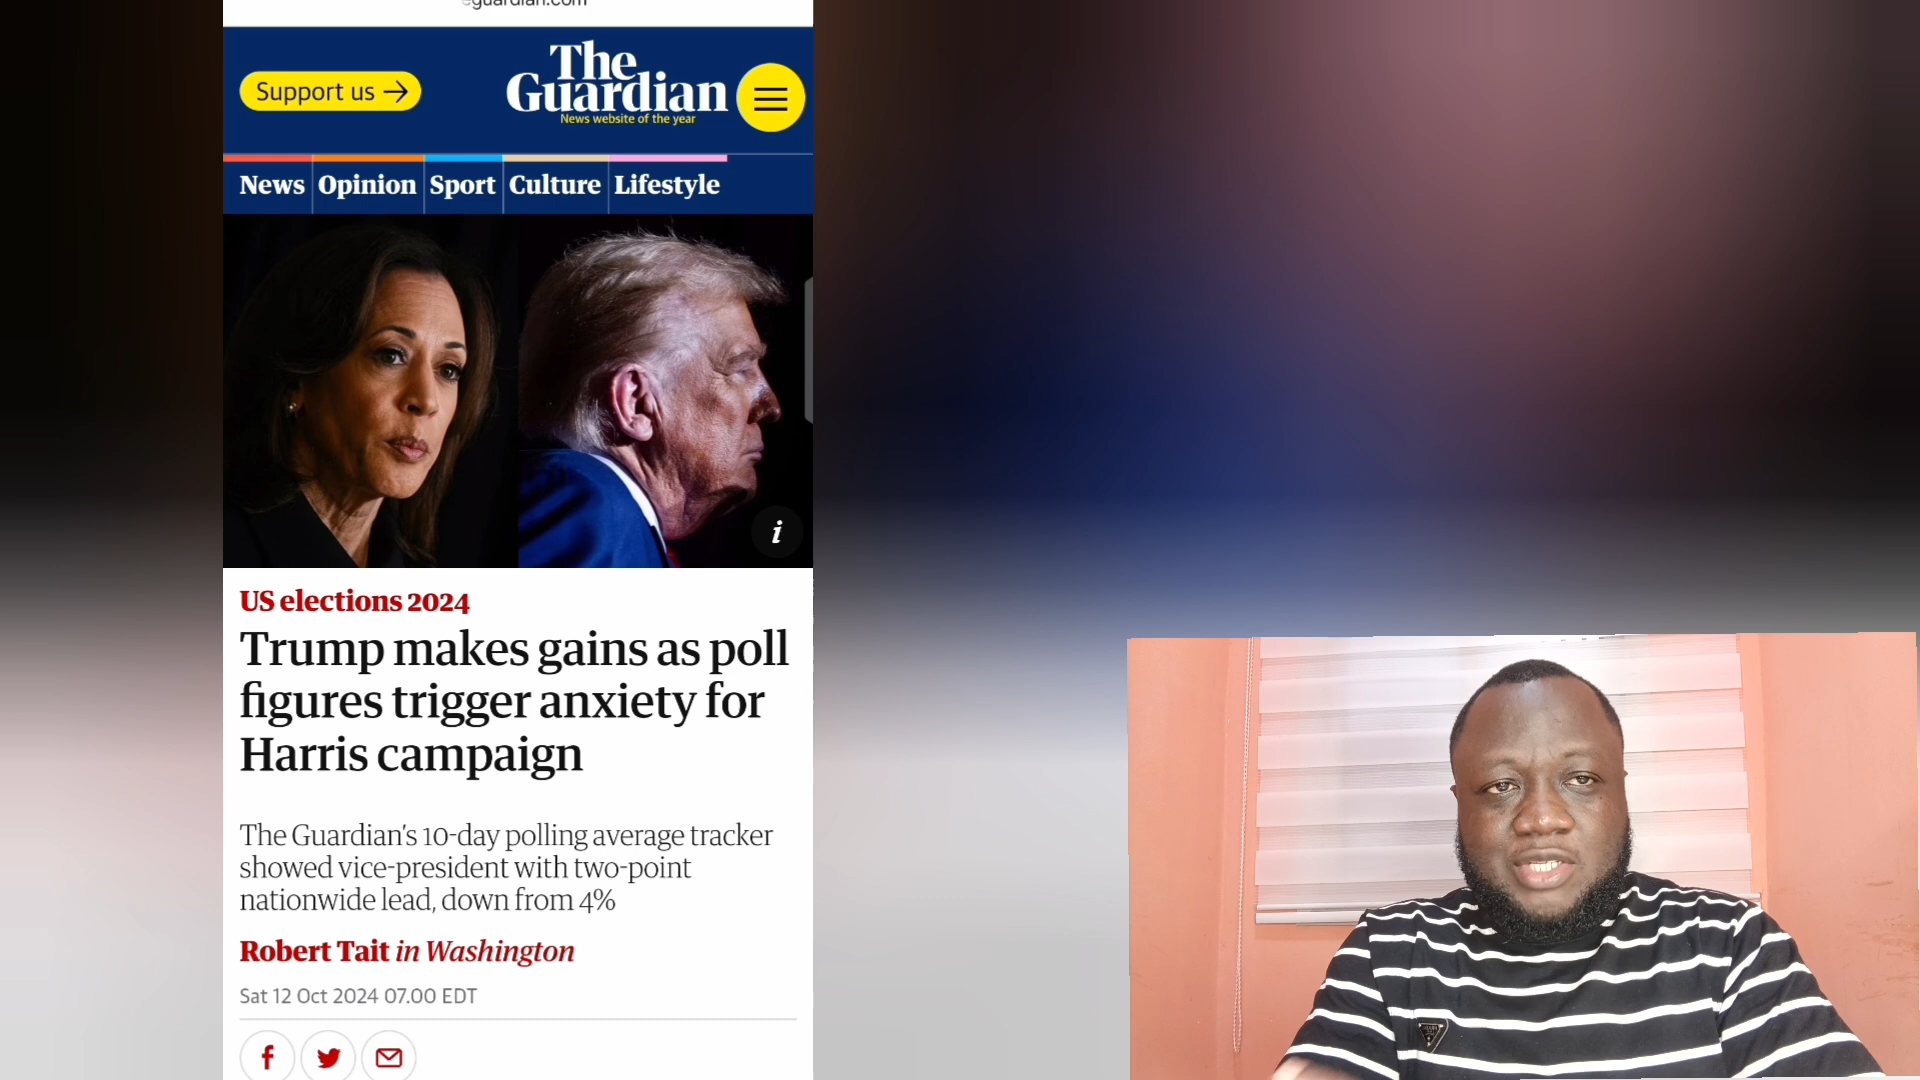 eguardian.com
Support us
The
Guardian
News website of the year
News Opinion Sport Culture Lifestyle
i
US elections 2024
Trump makes gains as poll
figures trigger anxiety for
Harris campaign
The Guardian's 10-day polling average tracker
showed vice-president with two-point
nationwide lead, down from 4%
Robert Tait in Washington
Sat 12 Oct 2024 07.00 EDT